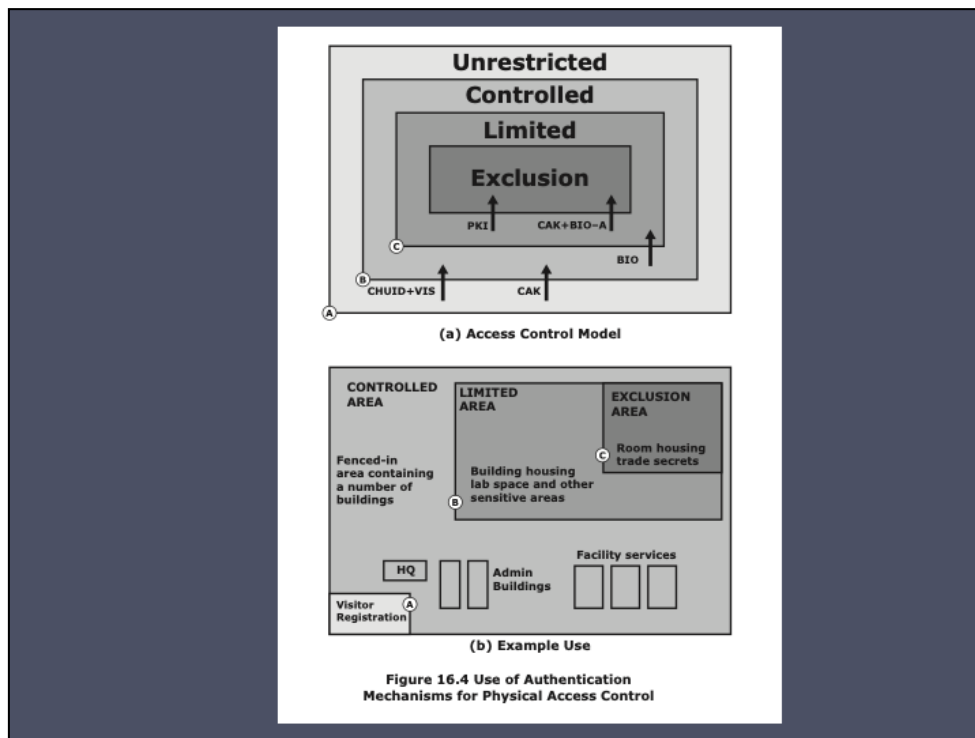 Unrestricted
Controlled
Limited
Exclusion
PKI
CAK+BIO–A
C
BIO
B
CHUID+VIS
CAK
A
(a) Access Control Model
CONTROLLED
AREA
LIMITED
AREA
EXCLUSION
AREA
Room housing
trade secrets
C
Fenced-in
area containing
a number of
buildings
Building housing
lab space and other
sensitive areas
B
Facility services
HQ
Admin
Buildings
Visitor
Registration
A
(b) Example Use
Figure 16.4 Use of Authentication
Mechanisms for Physical Access Control